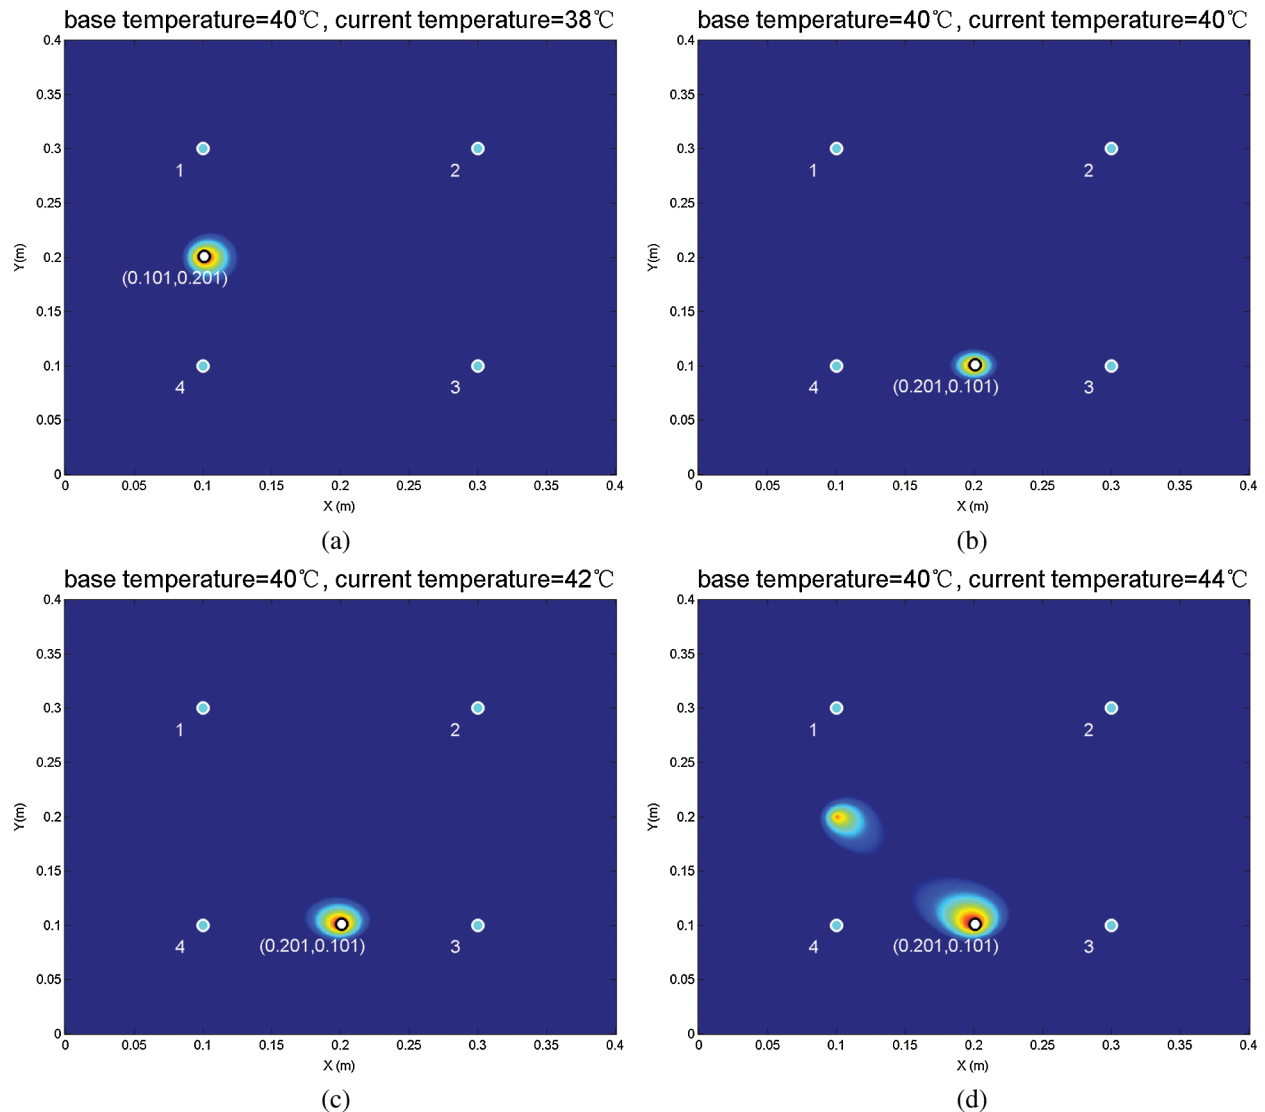 base temperature=40℃, current temperature=38℃
0.4
0.35
0.3
0.25
0.2
0.15
0.1
0.05
0
Y(m)
1
2
(0.101,0.201)
4
3
0 0.05 0.1 0.15 0.2 0.25 0.3 0.35 0.4
X (m)
(a)
base temperature=40℃, current temperature=40℃
0.4
0.35
0.3
0.25
0.2
0.15
0.1
0.05
0
Y(m)
1
2
4
(0.201,0.101)
3
0 0.05 0.1 0.15 0.2 0.25 0.3 0.35 0.4
X (m)
(b)
base temperature=40℃, current temperature=42℃
0.4
0.35
0.3
0.25
0.2
0.15
0.1
0.05
0
Y(m)
1
2
4
(0.201,0.101)
3
0 0.05 0.1 0.15 0.2 0.25 0.3 0.35 0.4
X (m)
(c)
base temperature=40℃, current temperature=44℃
0.4
0.35
0.3
0.25
0.2
0.15
0.1
0.05
0
Y(m)
1
2
4
(0.201,0.101)
3
0 0.05 0.1 0.15 0.2 0.25 0.3 0.35 0.4
X (m)
(d)